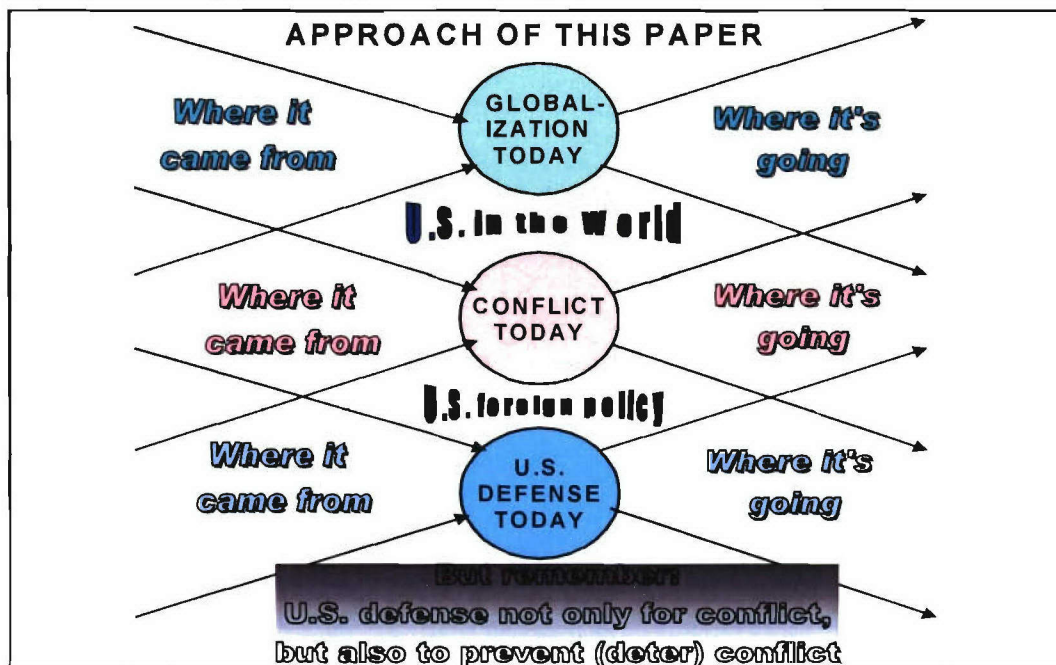 APPROACH OF THIS PAPER
GLOBAL-
IZATION
TODAY
Where it
came from
Where it's
going
U.S. in the World
Where it
came from
CONFLICT
TODAY
Where it's
going
U.S. foreign policy
Where it
came from
U.S.
DEFENSE
TODAY
Where it's
going
But remember:
U.S. defense not only for conflict,
but also to prevent (deter) conflict